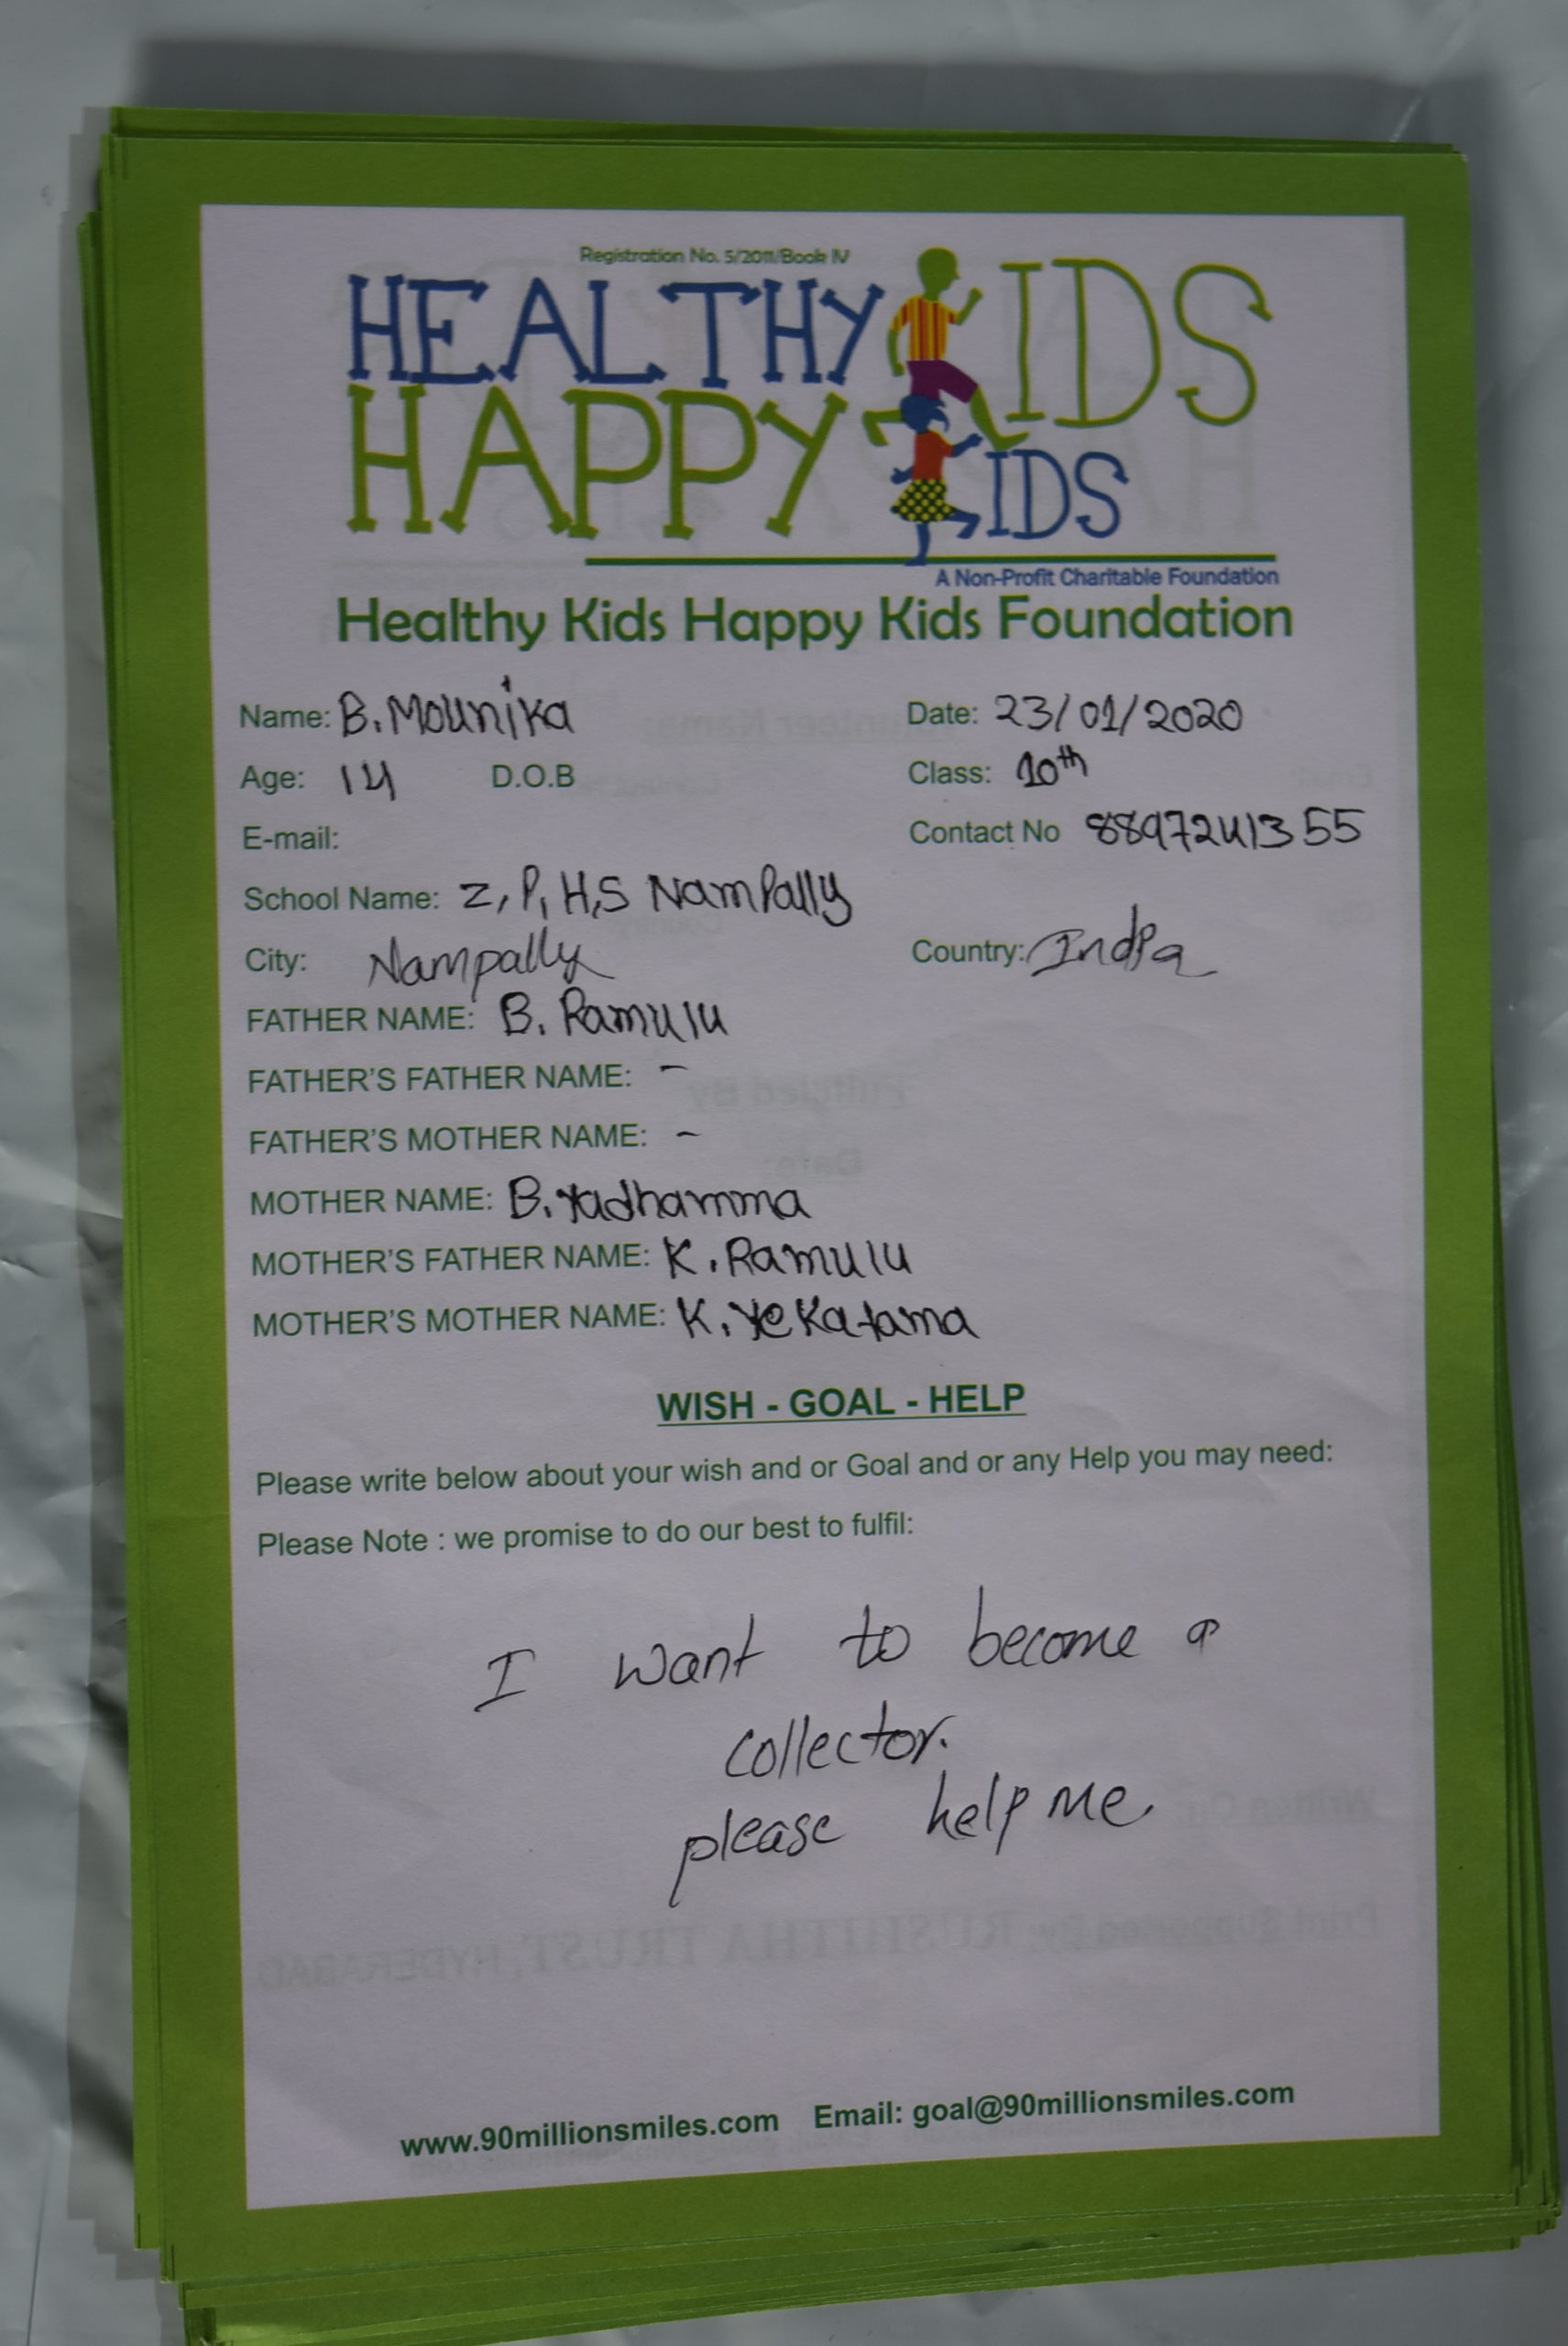 Registration No. 5/2011/Book IV
HEALTHY KIDS
HAPPY KIDS
A Non-Profit Charitable Foundation
Healthy Kids Happy Kids Foundation
Name: B. Mounika Date: 23/01/2020
Age: 14 D.O.B Class: 10th
E-mail: Contact No 8897241355
School Name: Z, P, H, S Nampally
City: Nampally Country: India
FATHER NAME: B. Ramulu
FATHER'S FATHER NAME: -
FATHER'S MOTHER NAME: -
MOTHER NAME: B. Yadhamma
MOTHER'S FATHER NAME: K. Ramulu
MOTHER'S MOTHER NAME: K. Yekatama
WISH - GOAL - HELP
Please write below about your wish and or Goal and or any Help you may need:
Please Note : we promise to do our best to fulfil:
I want to become a
collector.
please help me.
www.90millionsmiles.com Email: goal@90millionsmiles.com